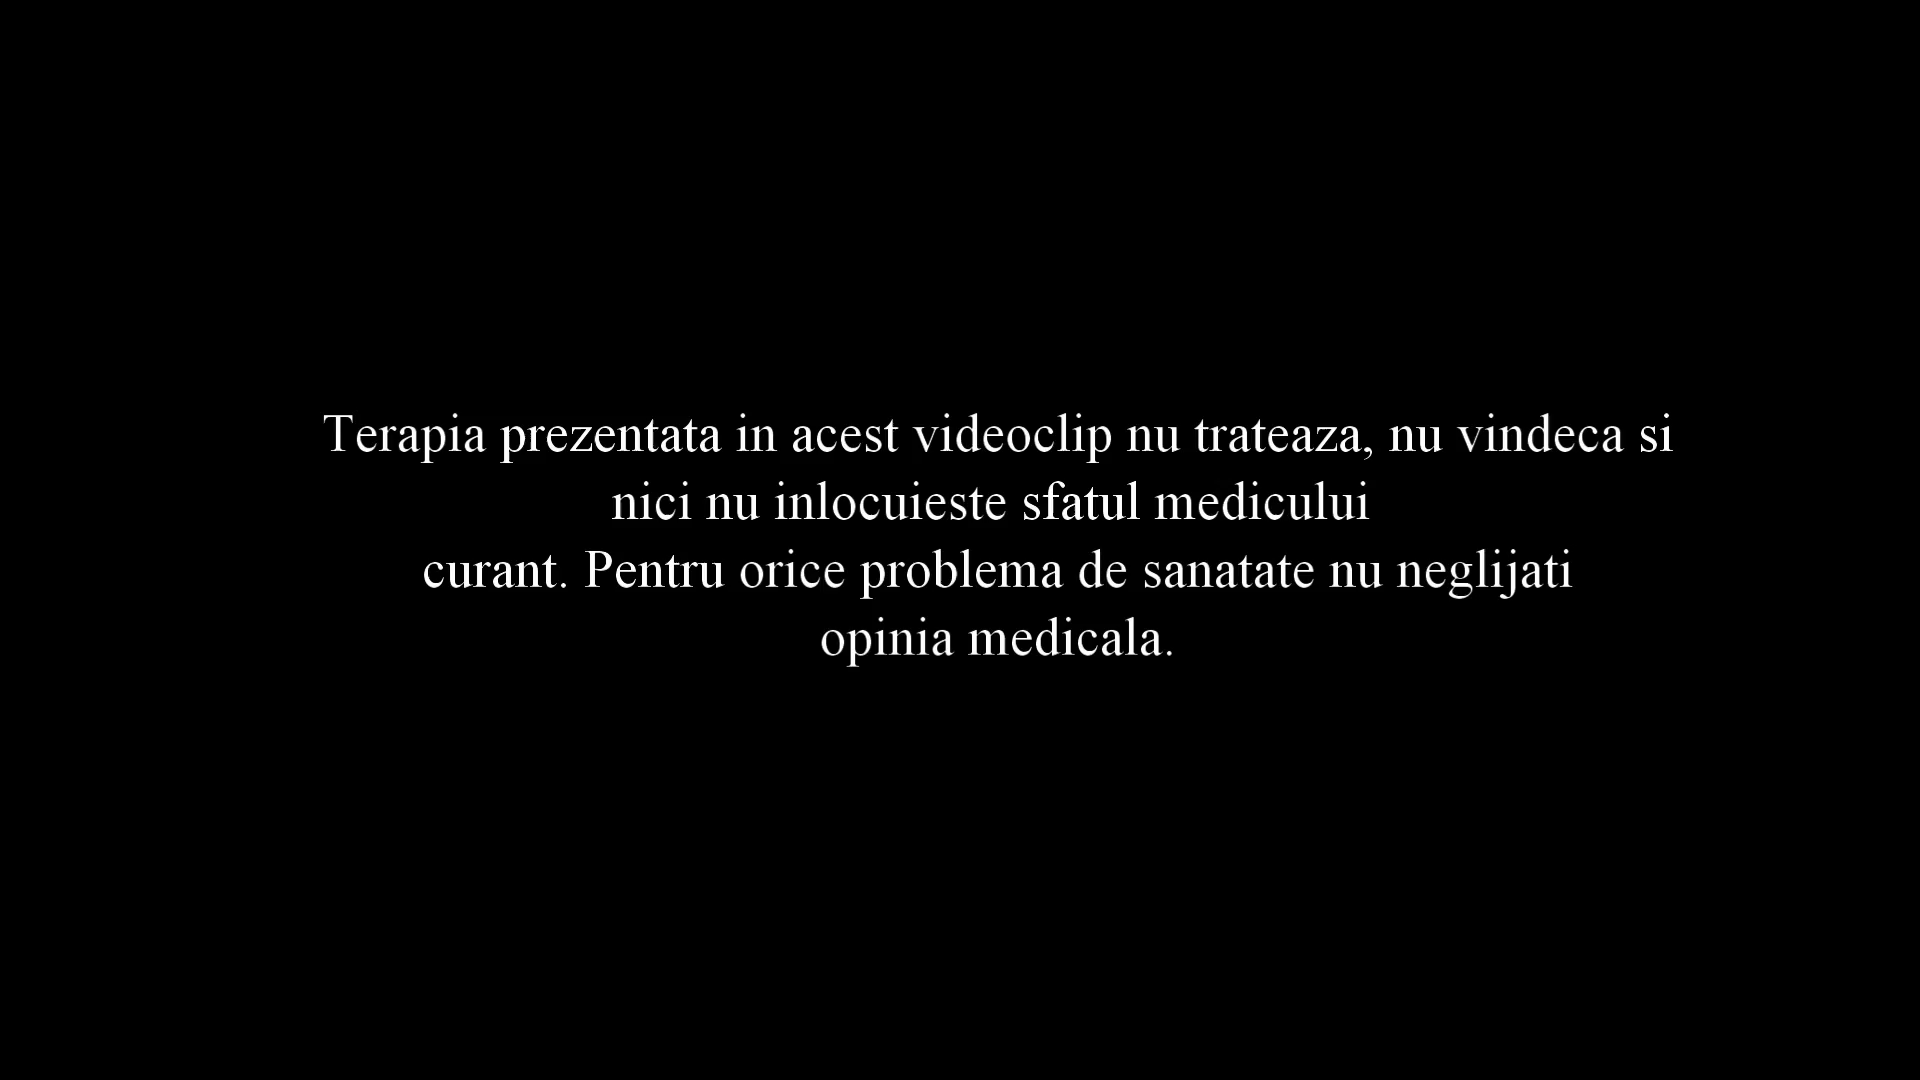 Terapia prezentata in acest videoclip nu trateaza, nu vindeca si
nici nu inlocuieste sfatul medicului
curant. Pentru orice problema de sanatate nu neglijati
opinia medicala.